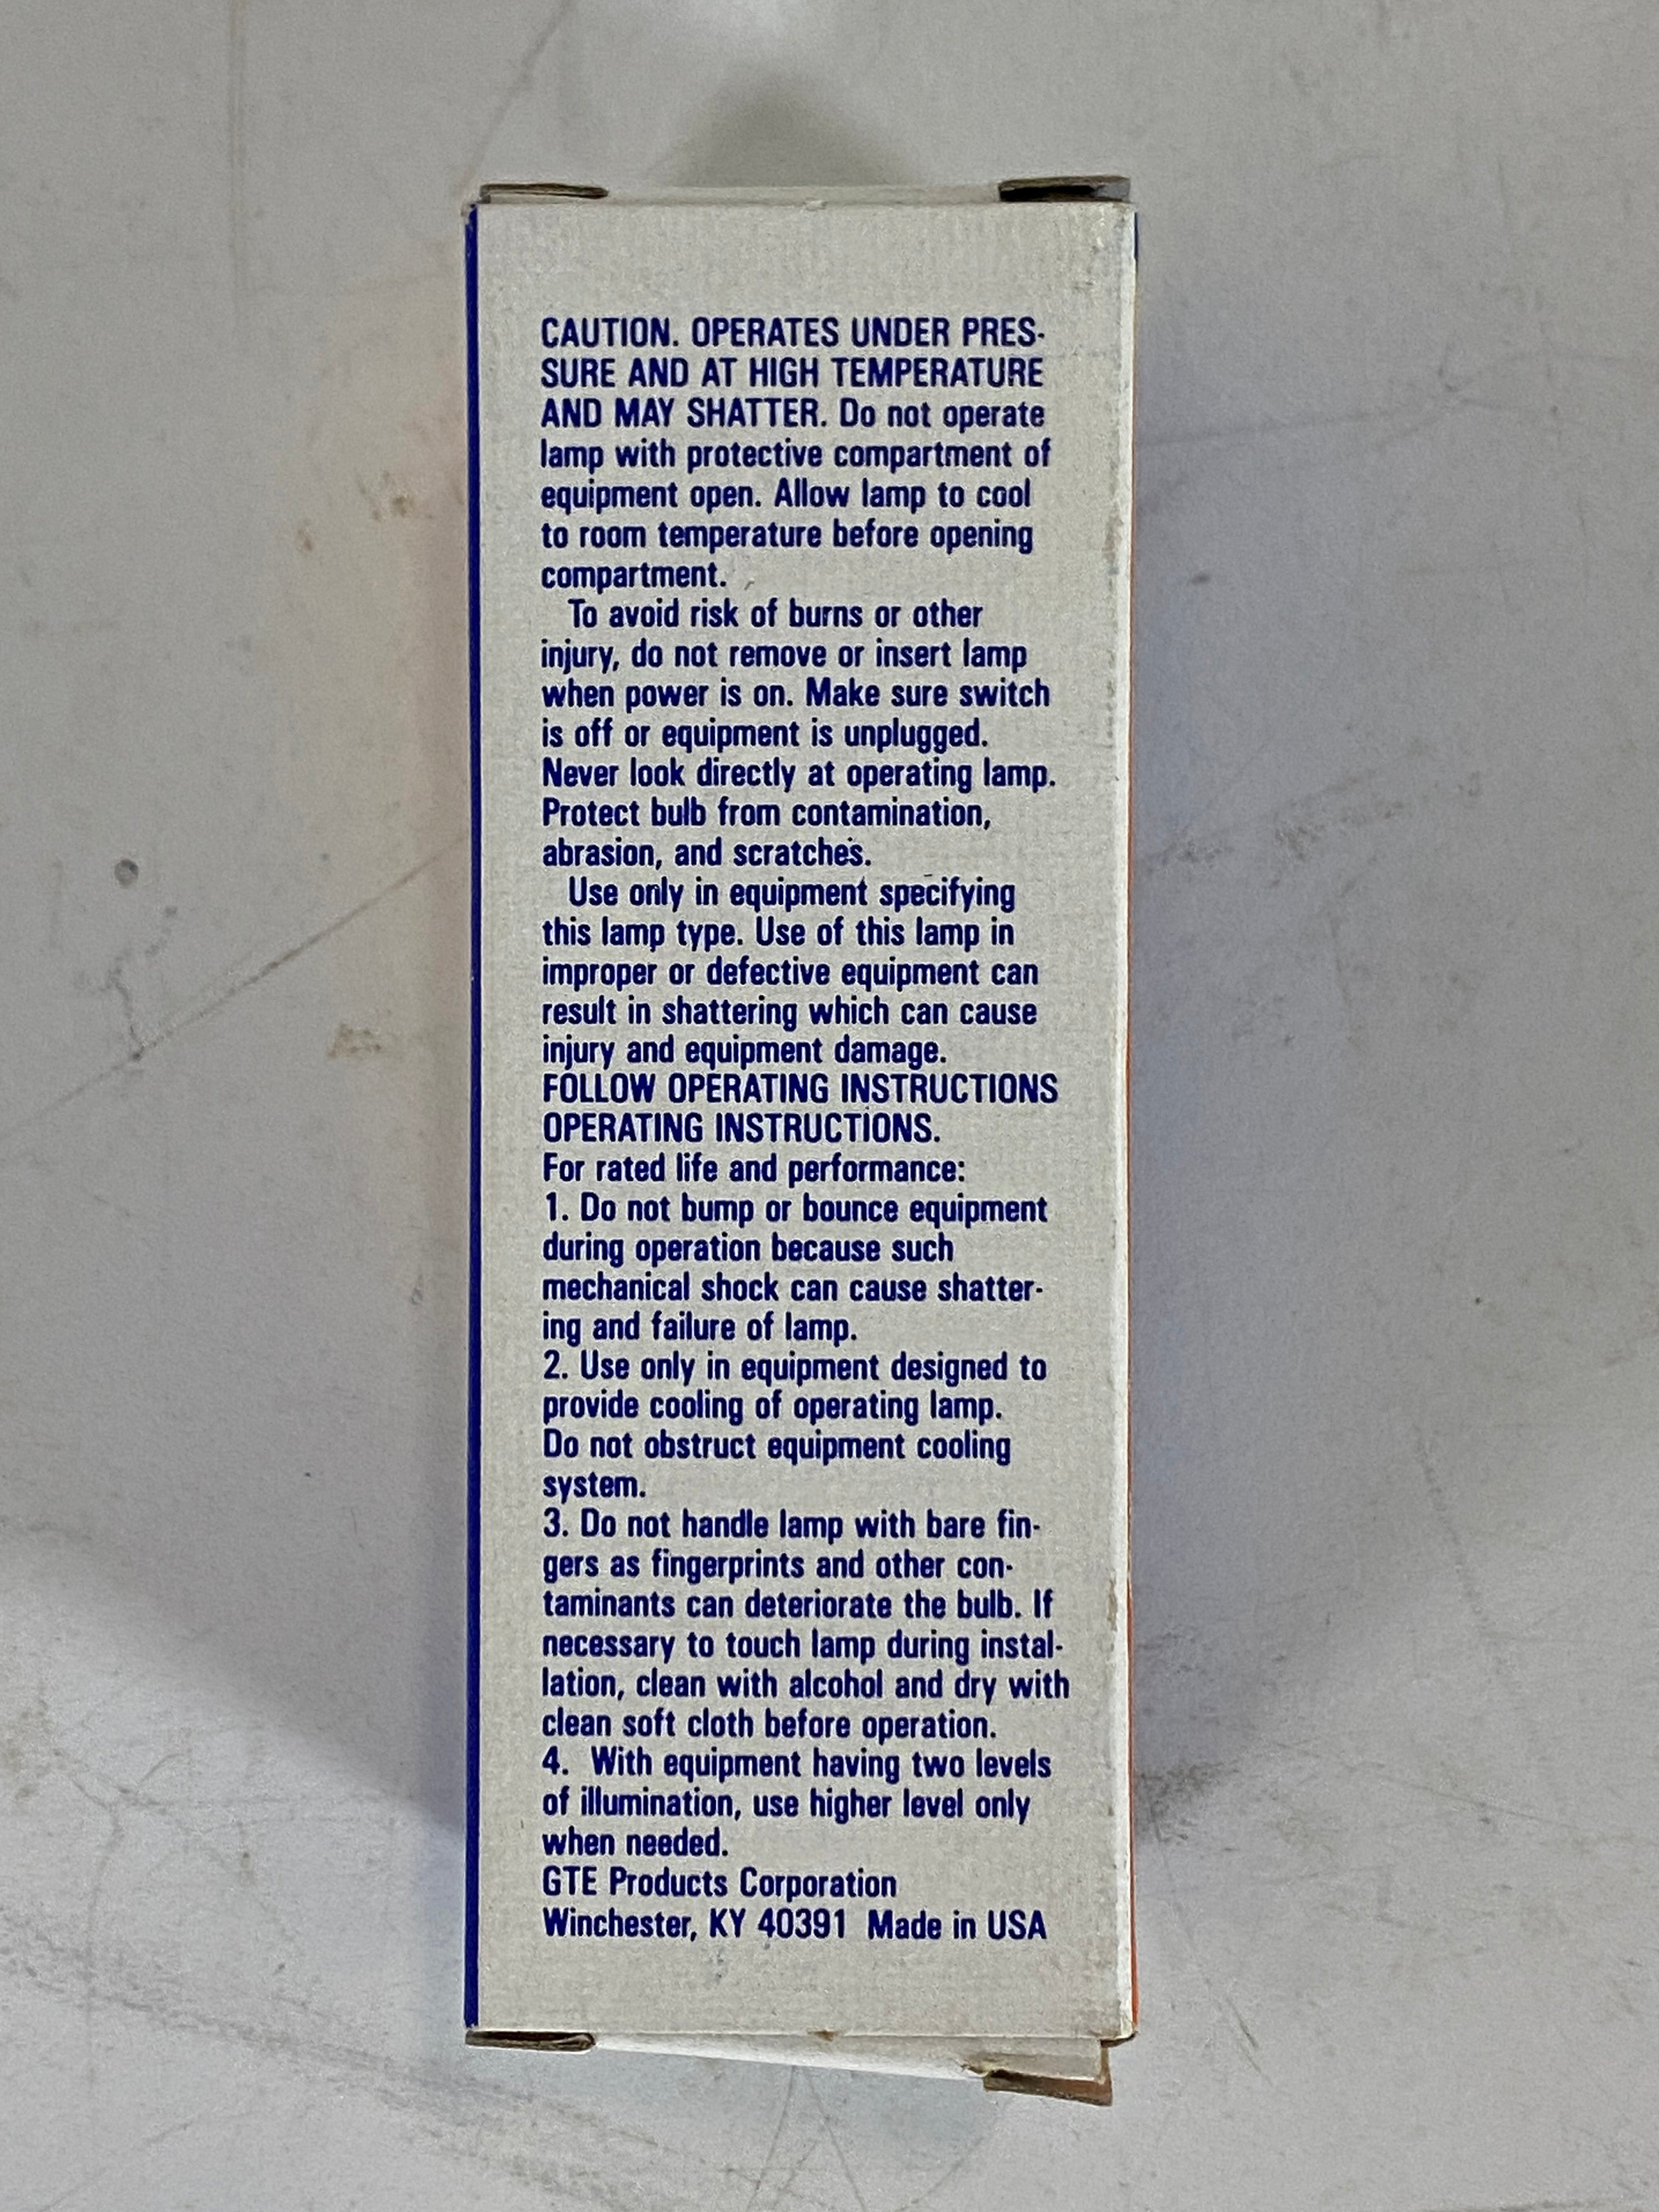 CAUTION. OPERATES UNDER PRES-
SURE AND AT HIGH TEMPERATURE
AND MAY SHATTER. Do not operate
lamp with protective compartment of
equipment open. Allow lamp to cool
to room temperature before opening
compartment.
To avoid risk of burns or other
injury, do not remove or insert lamp
when power is on. Make sure switch
is off or equipment is unplugged.
Never look directly at operating lamp.
Protect bulb from contamination,
abrasion, and scratches.
Use only in equipment specifying
this lamp type. Use of this lamp in
improper or defective equipment can
result in shattering which can cause
injury and equipment damage.
FOLLOW OPERATING INSTRUCTIONS
OPERATING INSTRUCTIONS.
For rated life and performance:
1. Do not bump or bounce equipment
during operation because such
mechanical shock can cause shatter-
ing and failure of lamp.
2. Use only in equipment designed to
provide cooling of operating lamp.
Do not obstruct equipment cooling
system.
3. Do not handle lamp with bare fin-
gers as fingerprints and other con-
taminants can deteriorate the bulb. If
necessary to touch lamp during instal-
lation, clean with alcohol and dry with
clean soft cloth before operation.
4. With equipment having two levels
of illumination, use higher level only
when needed.
GTE Products Corporation
Winchester, KY 40391 Made in USA